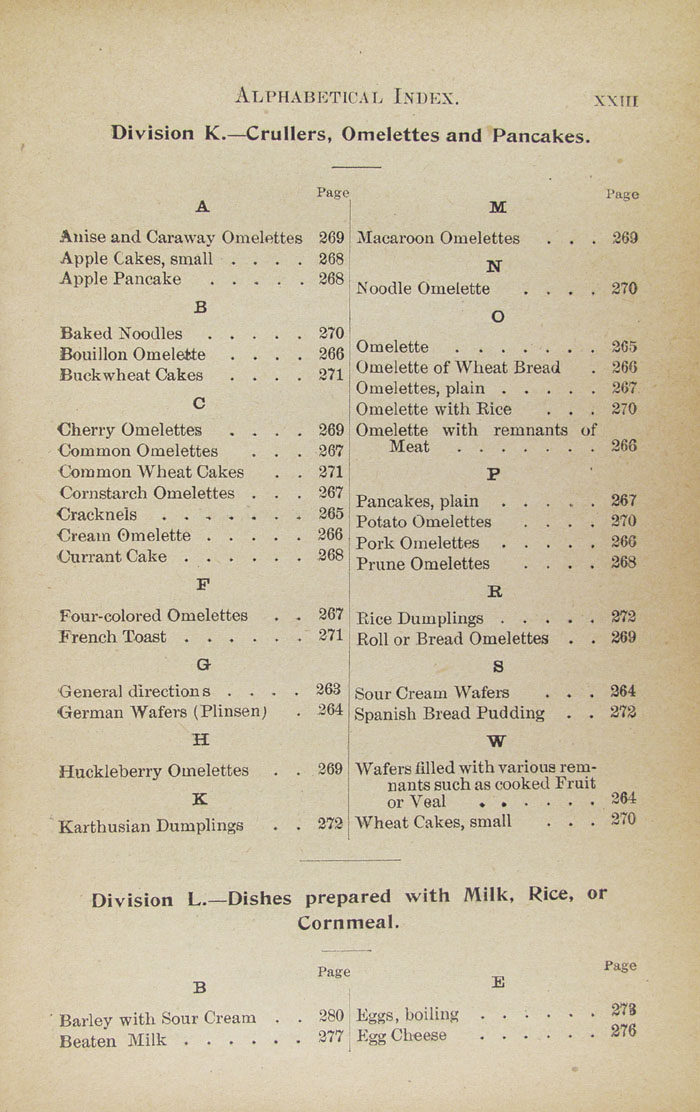 ALPHABETICAL INDEX. XXIII
Division K.—Crullers, Omelettes and Pancakes.
Page
A
Anise and Caraway Omelettes 269
Apple Cakes, small . . . . 268
Apple Pancake . . . . . 268
B
Baked Noodles . . . . . 270
Bouillon Omelette . . . . 266
Buckwheat Cakes . . . . 271
C
Cherry Omelettes . . . . 269
Common Omelettes . . . 267
Common Wheat Cakes . . 271
Cornstarch Omelettes . . . 267
Cracknels . . . . . . . 265
Cream Omelette . . . . . 266
Currant Cake . . . . . . 268
F
Four-colored Omelettes . . 267
French Toast . . . . . . 271
G
General directions . . . . 263
German Wafers (Plinsen) . 264
H
Huckleberry Omelettes . . 269
K
Karthusian Dumplings . . 272
Page
M
Macaroon Omelettes . . . 269
N
Noodle Omelette . . . . 270
O
Omelette . . . . . . . 265
Omelette of Wheat Bread . 266
Omelettes, plain . . . . . 267
Omelette with Rice . . . 270
Omelette with remnants of
Meat . . . . . . . 266
P
Pancakes, plain . . . . . 267
Potato Omelettes . . . . 270
Pork Omelettes . . . . . 266
Prune Omelettes . . . . 268
R
Rice Dumplings . . . . . 272
Roll or Bread Omelettes . . 269
S
Sour Cream Wafers . . . 264
Spanish Bread Pudding . . 272
W
Wafers filled with various rem-
nants such as cooked Fruit
or Veal . . . . . . 264
Wheat Cakes, small . . . 270
Division L.—Dishes prepared with Milk, Rice, or
Cornmeal.
Page
B
Barley with Sour Cream . . 280
Beaten Milk . . . . . . 277
Page
E
Eggs, boiling . . . . . . 273
Egg Cheese . . . . . . 276